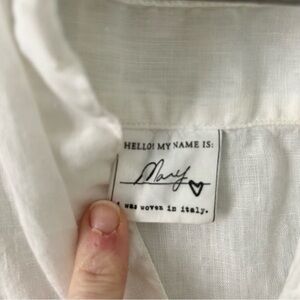 HELLO! MY NAME IS:
Mary
i was woven in italy.